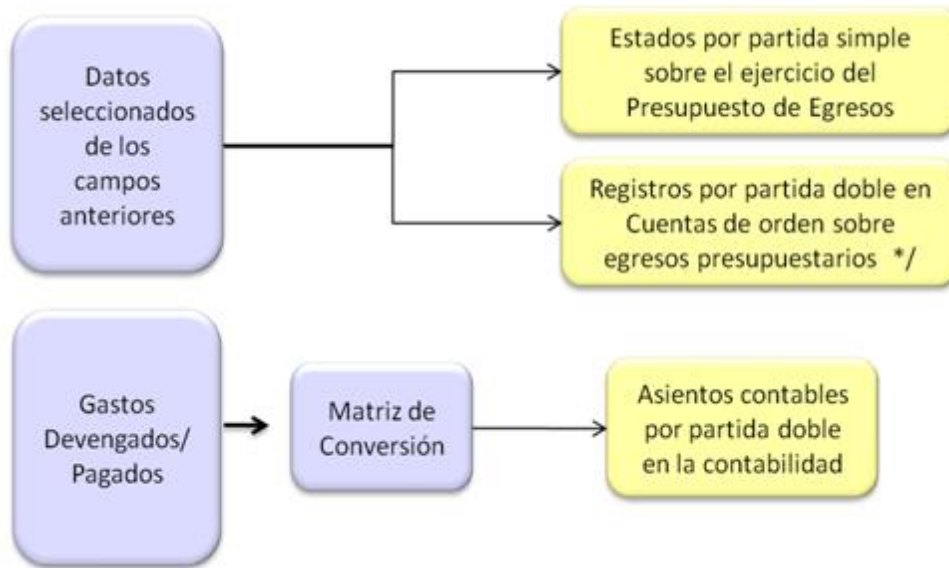 Datos
seleccionados
de los
campos
anteriores
Estados por partida simple
sobre el ejercicio del
Presupuesto de Egresos
Registros por partida doble en
Cuentas de orden sobre
egresos presupuestarios */
Gastos
Devengados/
Pagados
Matriz de
Conversión
Asientos contables
por partida doble
en la contabilidad